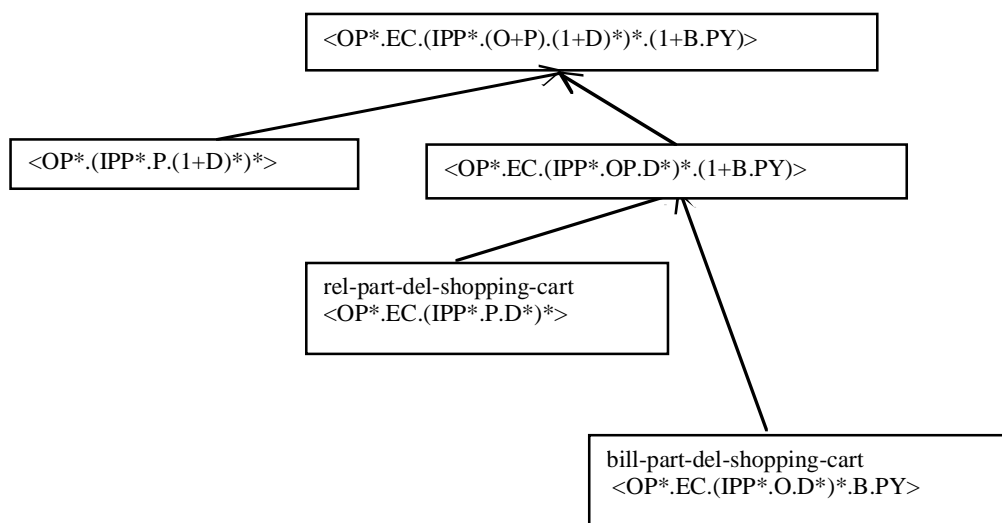 <OP*.EC.(IPP*.(O+P).(1+D)*)*.(1+B.PY)>
<OP*.(IPP*.P.(1+D)*)*>
<OP*.EC.(IPP*.OP.D*)*.(1+B.PY)>
rel-part-del-shopping-cart
<OP*.EC.(IPP*.P.D*)*>
bill-part-del-shopping-cart
<OP*.EC.(IPP*.O.D*)*.B.PY>